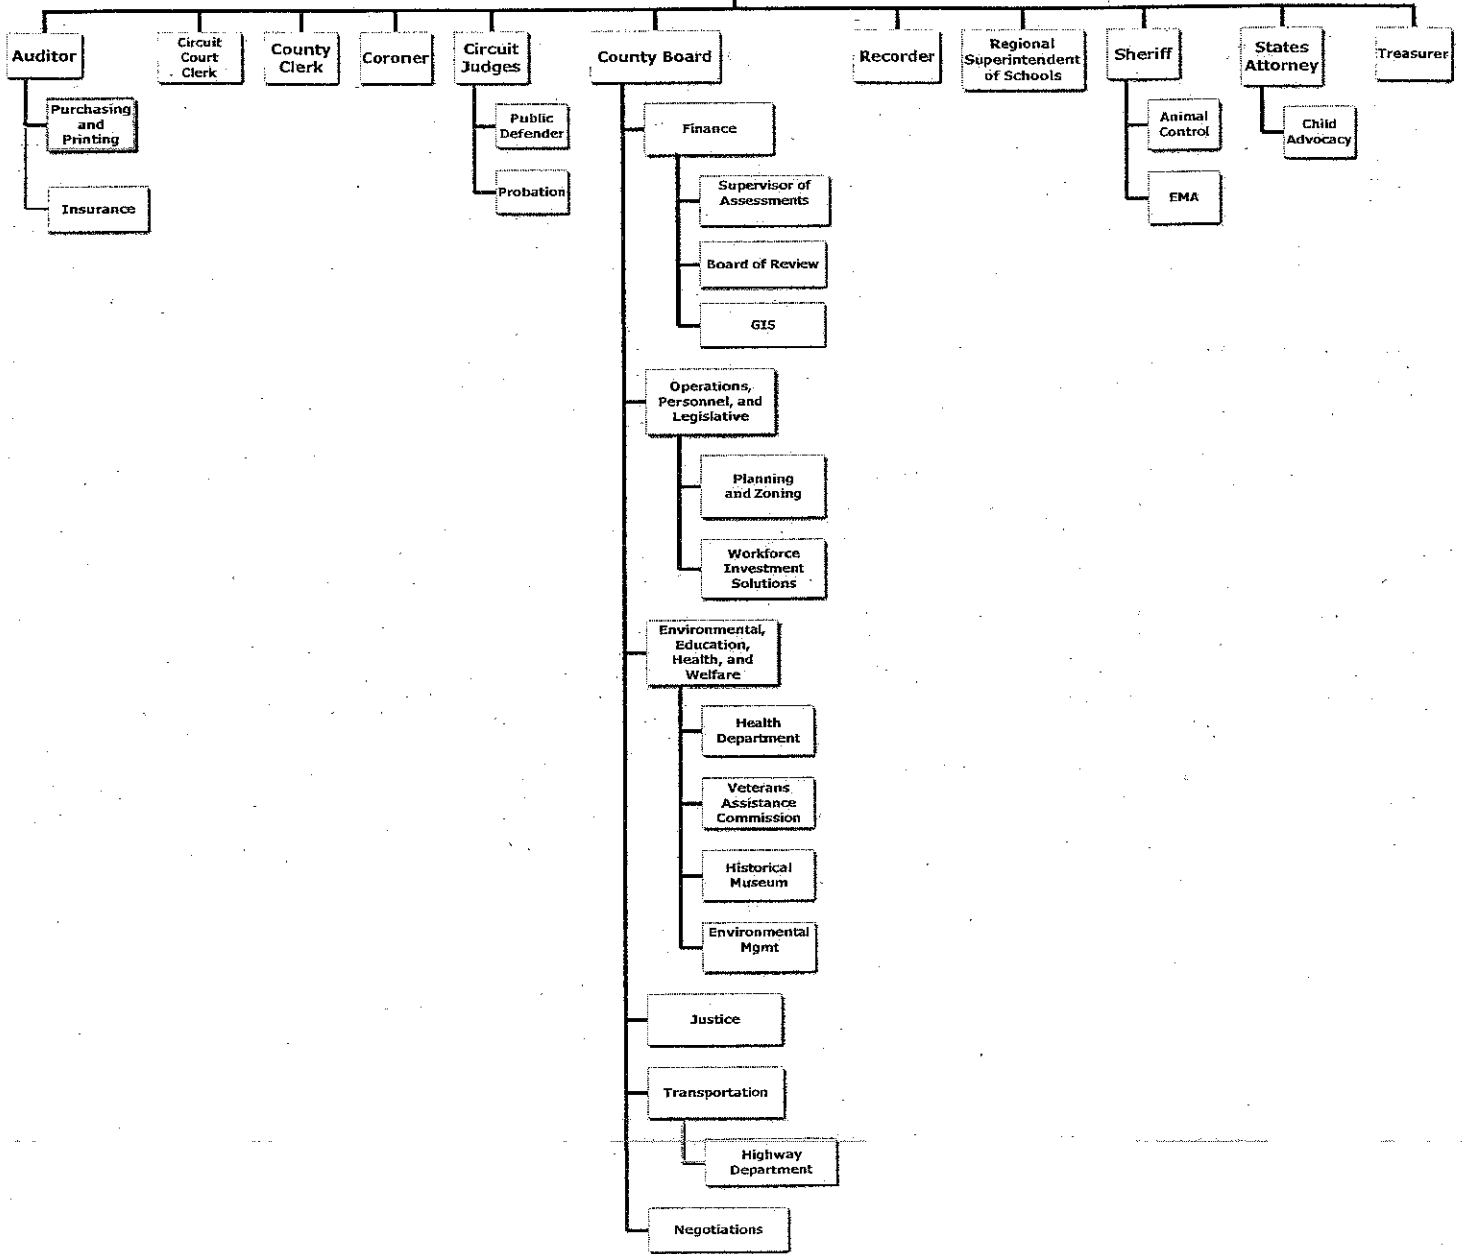 Auditor
Circuit
Court
Clerk
County
Clerk
Coroner
Circuit
Judges
County Board
Recorder
Regional
Superintendent
of Schools
Sheriff
States
Attorney
Treasurer
Purchasing
and
Printing
Insurance
Public
Defender
Probation
Finance
Supervisor of
Assessments
Board of Review
GIS
Operations,
Personnel, and
Legislative
Planning
and Zoning
Workforce
Investment
Solutions
Environmental,
Education,
Health, and
Welfare
Health
Department
Veterans
Assistance
Commission
Historical
Museum
Environmental
Mgmt
Justice
Transportation
Highway
Department
Negotiations
Animal
Control
EMA
Child
Advocacy